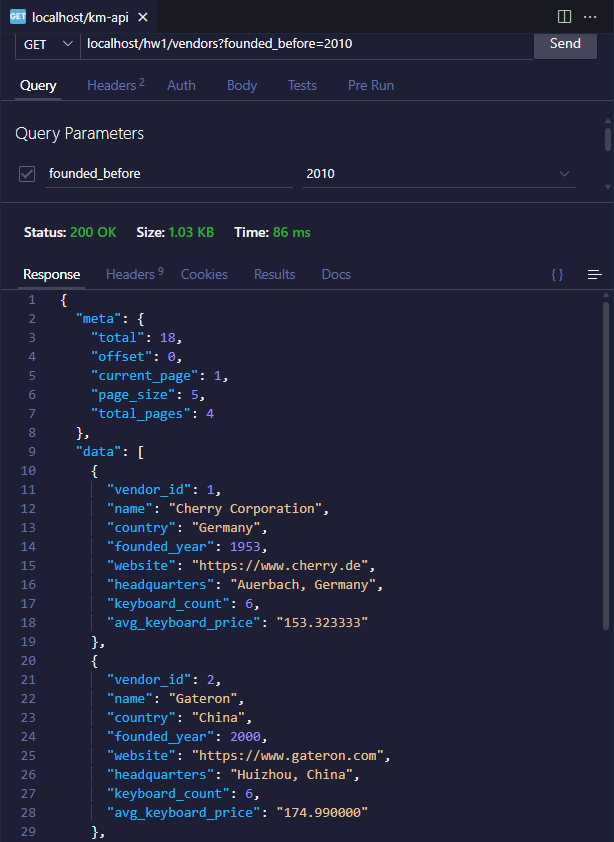 GET localhost/km-api
GET localhost/hw1/vendors?founded_before=2010 Send
Query Headers 2 Auth Body Tests Pre Run
Query Parameters
founded_before 2010
Status: 200 OK Size: 1.03 KB Time: 86 ms
Response Headers 9 Cookies Results Docs { }
1 {
2 "meta": {
3 "total": 18,
4 "offset": 0,
5 "current_page": 1,
6 "page_size": 5,
7 "total_pages": 4
8 },
9 "data": [
10 {
11 "vendor_id": 1,
12 "name": "Cherry Corporation",
13 "country": "Germany",
14 "founded_year": 1953,
15 "website": "https://www.cherry.de",
16 "headquarters": "Auerbach, Germany",
17 "keyboard_count": 6,
18 "avg_keyboard_price": "153.323333"
19 },
20 {
21 "vendor_id": 2,
22 "name": "Gateron",
23 "country": "China",
24 "founded_year": 2000,
25 "website": "https://www.gateron.com",
26 "headquarters": "Huizhou, China",
27 "keyboard_count": 6,
28 "avg_keyboard_price": "174.990000"
29 },